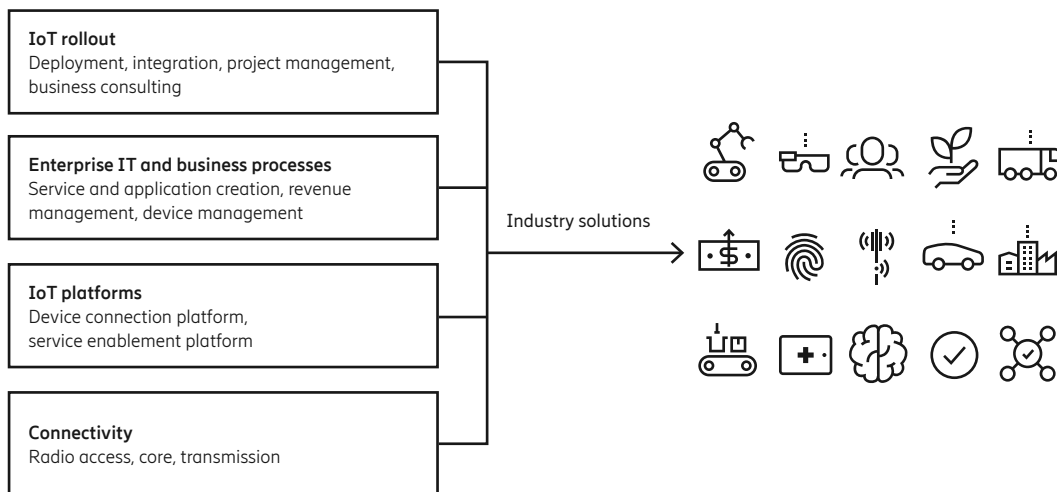 IoT rollout
Deployment, integration, project management,
business consulting
Enterprise IT and business processes
Service and application creation, revenue
management, device management
Industry solutions
IoT platforms
Device connection platform,
service enablement platform
Connectivity
Radio access, core, transmission
$